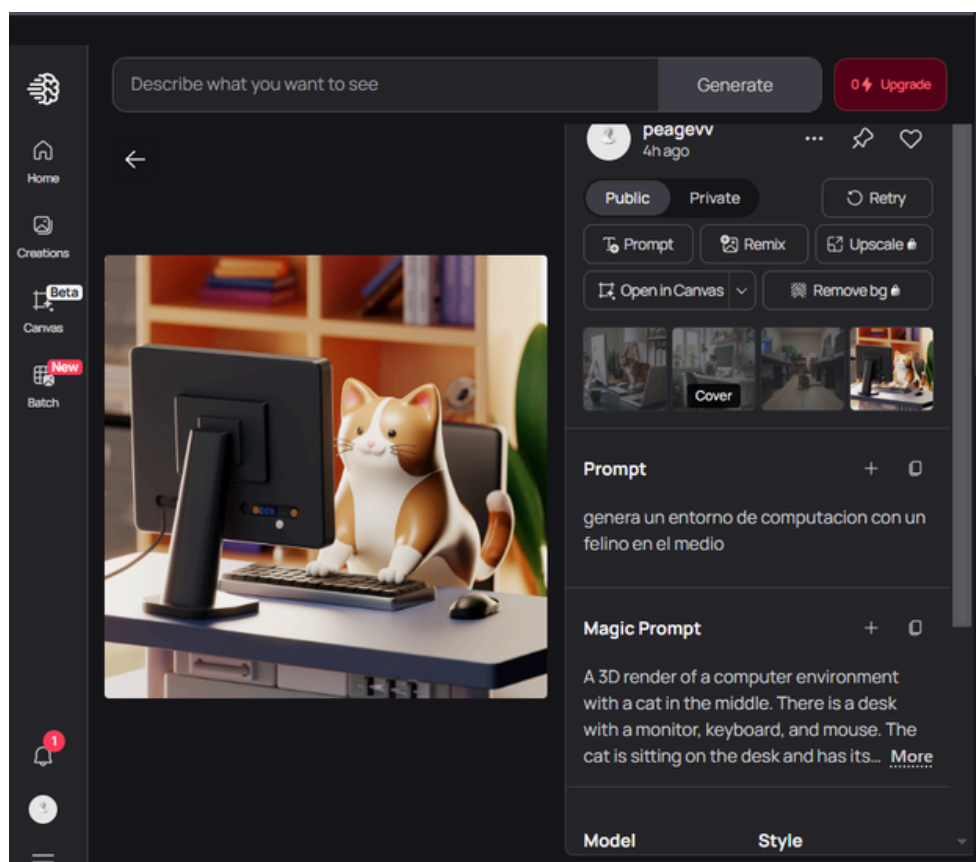 Describe what you want to see
Generate
0 Upgrade
Home
Creations
Beta
Canvas
New
Batch
1
peagevv
4h ago
Public
Private
Retry
Prompt
Remix
Upscale
Open in Canvas
Remove bg
Cover
Prompt
genera un entorno de computacion con un
felino en el medio
Magic Prompt
A 3D render of a computer environment
with a cat in the middle. There is a desk
with a monitor, keyboard, and mouse. The
cat is sitting on the desk and has its... More
Model
Style